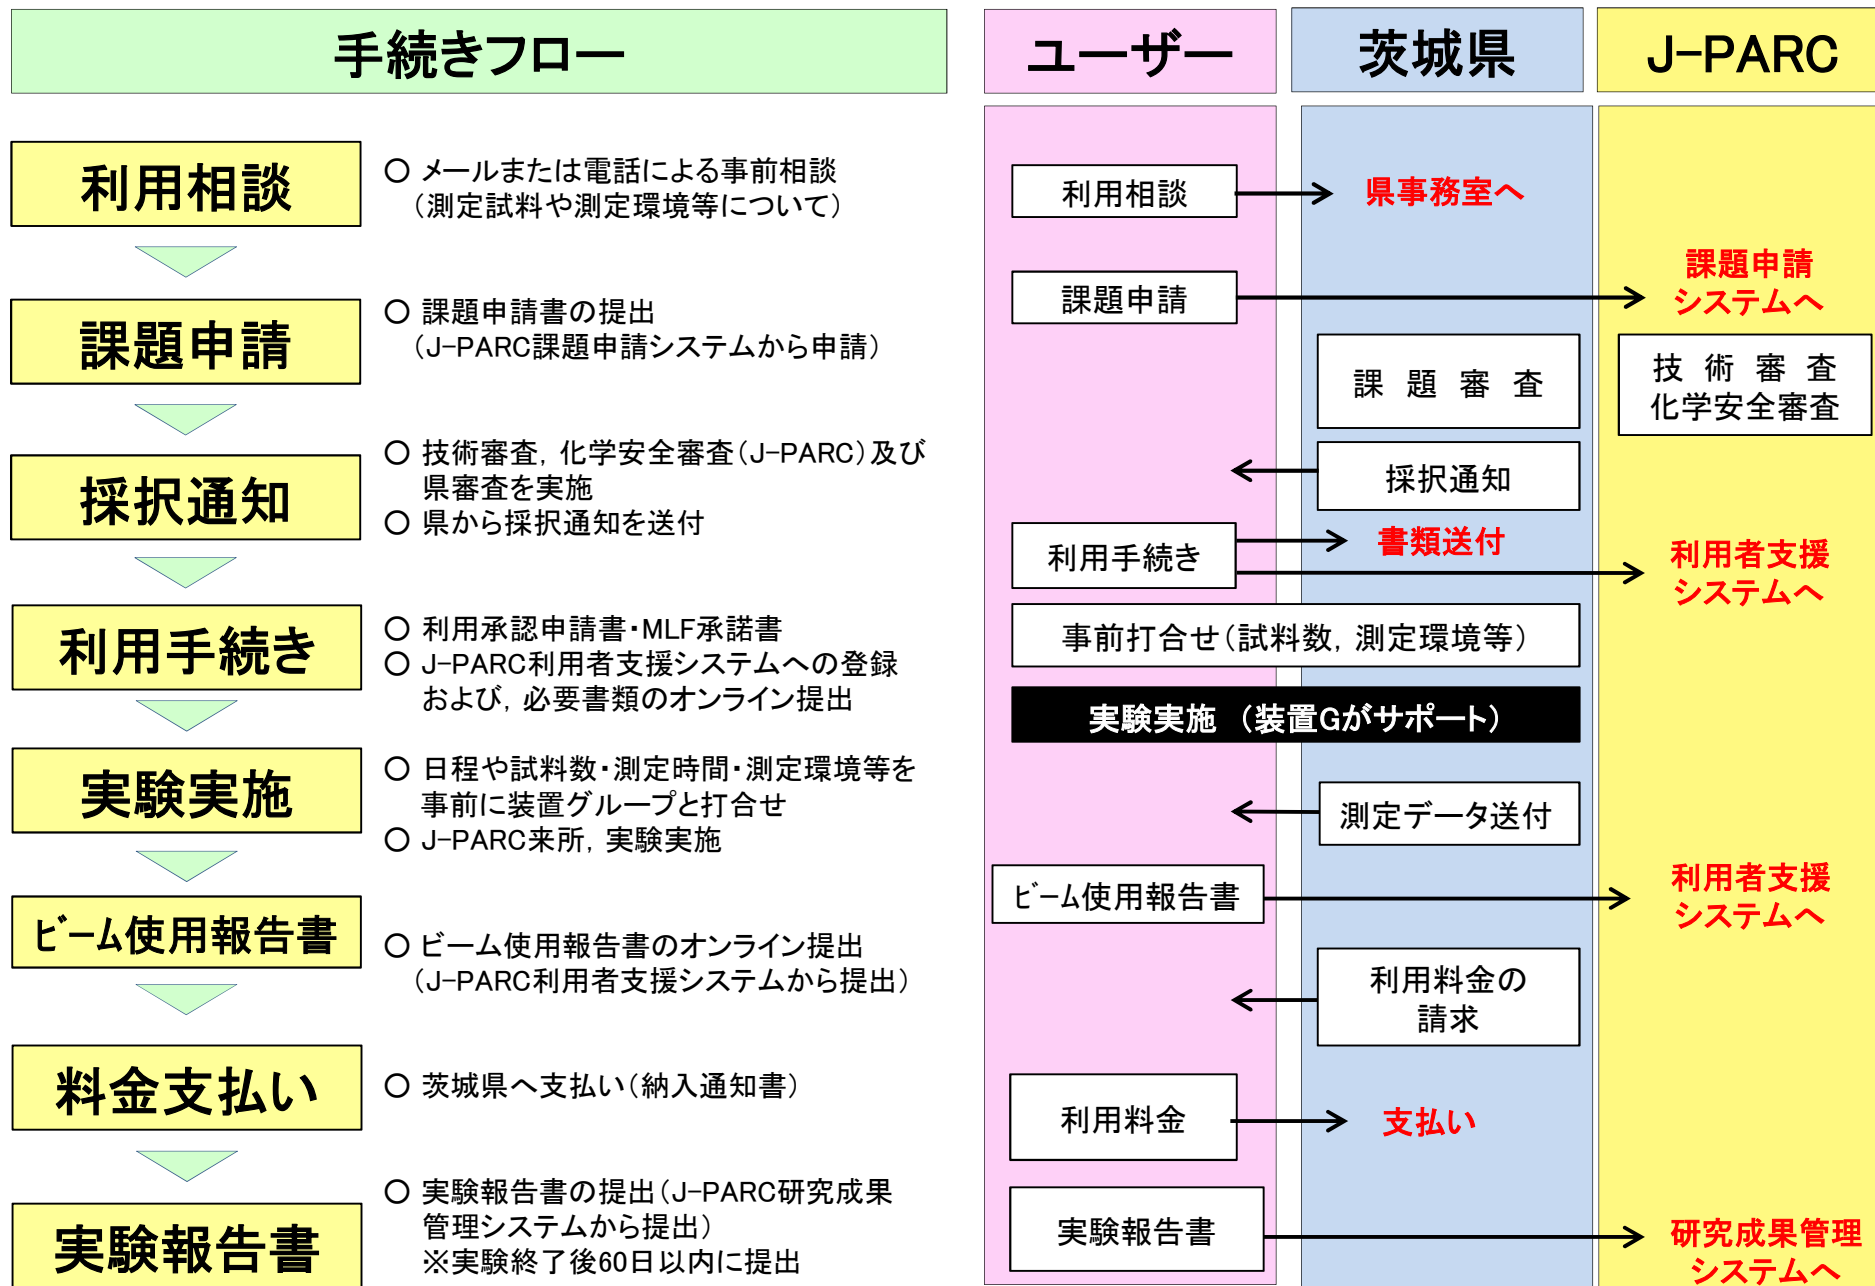 手続きフロー
利用相談
○ メールまたは電話による事前相談
（測定試料や測定環境等について）
課題申請
○ 課題申請書の提出
（J-PARC課題申請システムから申請）
採択通知
○ 技術審査，化学安全審査（J-PARC）及び
県審査を実施
○ 県から採択通知を送付
利用手続き
○ 利用承認申請書・MLF承諾書
○ J-PARC利用者支援システムへの登録
および，必要書類のオンライン提出
実験実施
○ 日程や試料数・測定時間・測定環境等を
事前に装置グループと打合せ
○ J-PARC来所，実験実施
ビーム使用報告書
○ ビーム使用報告書のオンライン提出
（J-PARC利用者支援システムから提出）
料金支払い
○ 茨城県へ支払い（納入通知書）
実験報告書
○ 実験報告書の提出（J-PARC研究成果
管理システムから提出）
※実験終了後60日以内に提出
ユーザー
茨城県
J-PARC
利用相談
県事務室へ
課題申請
課題申請
システムへ
課題審査
技術審査
化学安全審査
採択通知
利用手続き
書類送付
利用者支援
システムへ
事前打合せ（試料数，測定環境等）
実験実施 （装置Gがサポート）
測定データ送付
ビーム使用報告書
利用者支援
システムへ
利用料金の
請求
利用料金
支払い
実験報告書
研究成果管理
システムへ